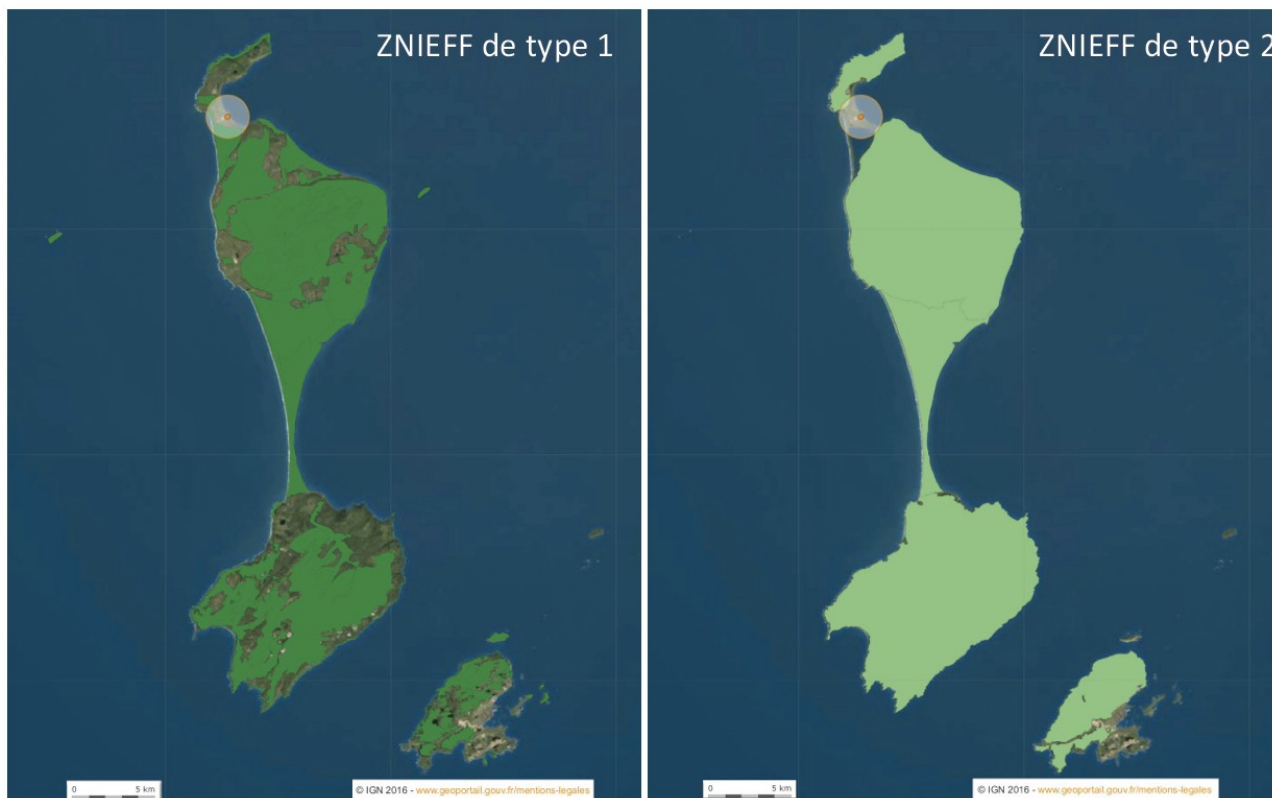 ZNIEFF de type 1
ZNIEFF de type 2
0 5 km
© IGN 2016 - www.geoportail.gouv.fr/mentions-legales
0 5 km
© IGN 2016 - www.geoportail.gouv.fr/mentions-legales